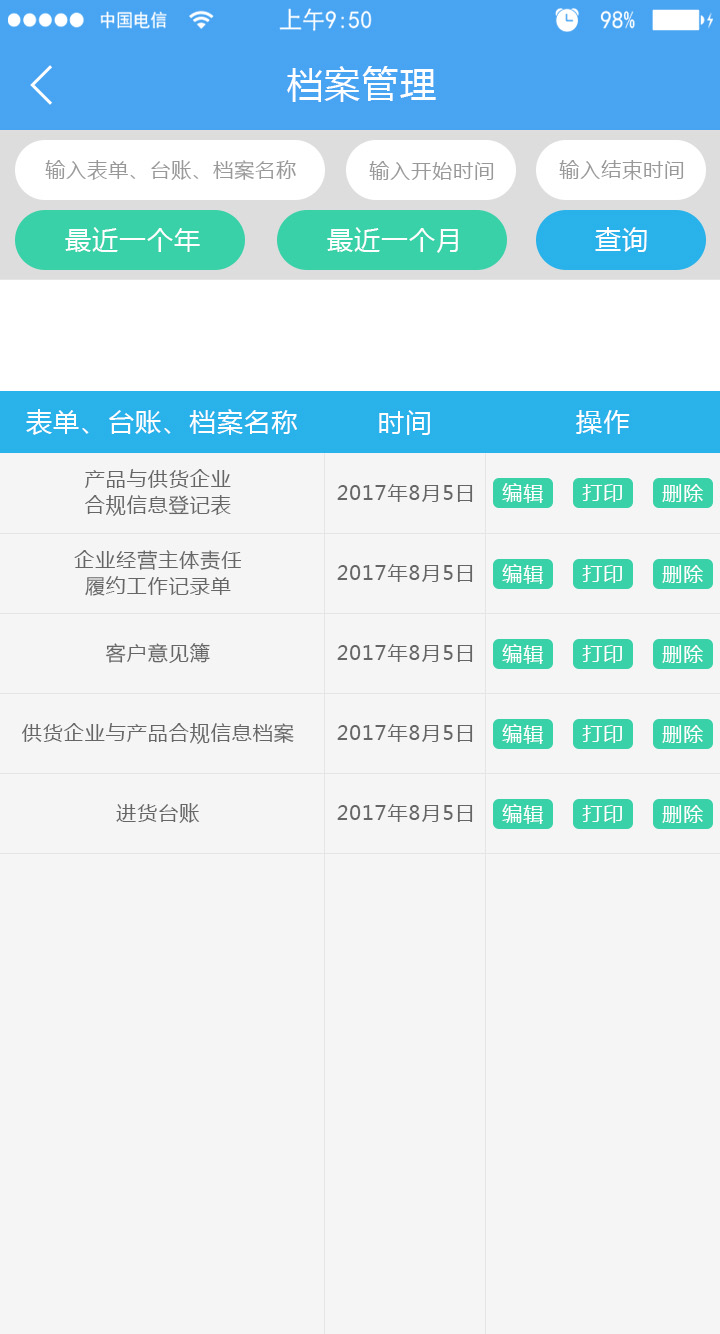 中国电信 上午9:50 98%
档案管理
输入表单、台账、档案名称 输入开始时间 输入结束时间
最近一个年 最近一个月 查询
表单、台账、档案名称 时间 操作
产品与供货企业
合规信息登记表 2017年8月5日 编辑 打印 删除
企业经营主体责任
履约工作记录单 2017年8月5日 编辑 打印 删除
客户意见簿 2017年8月5日 编辑 打印 删除
供货企业与产品合规信息档案 2017年8月5日 编辑 打印 删除
进货台账 2017年8月5日 编辑 打印 删除